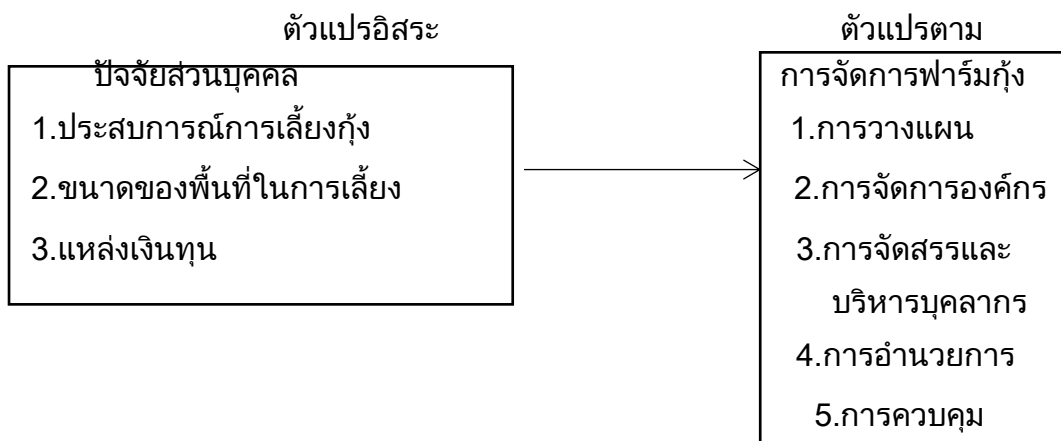 ตัวแปรอิสระ
ปัจจัยส่วนบุคคล
1.ประสบการณ์การเลี้ยงกุ้ง
2.ขนาดของพื้นที่ในการเลี้ยง
3.แหล่งเงินทุน
ตัวแปรตาม
การจัดการฟาร์มกุ้ง
1.การวางแผน
2.การจัดการองค์กร
3.การจัดสรรและ
บริหารบุคลากร
4.การอำนวยการ
5.การควบคุม